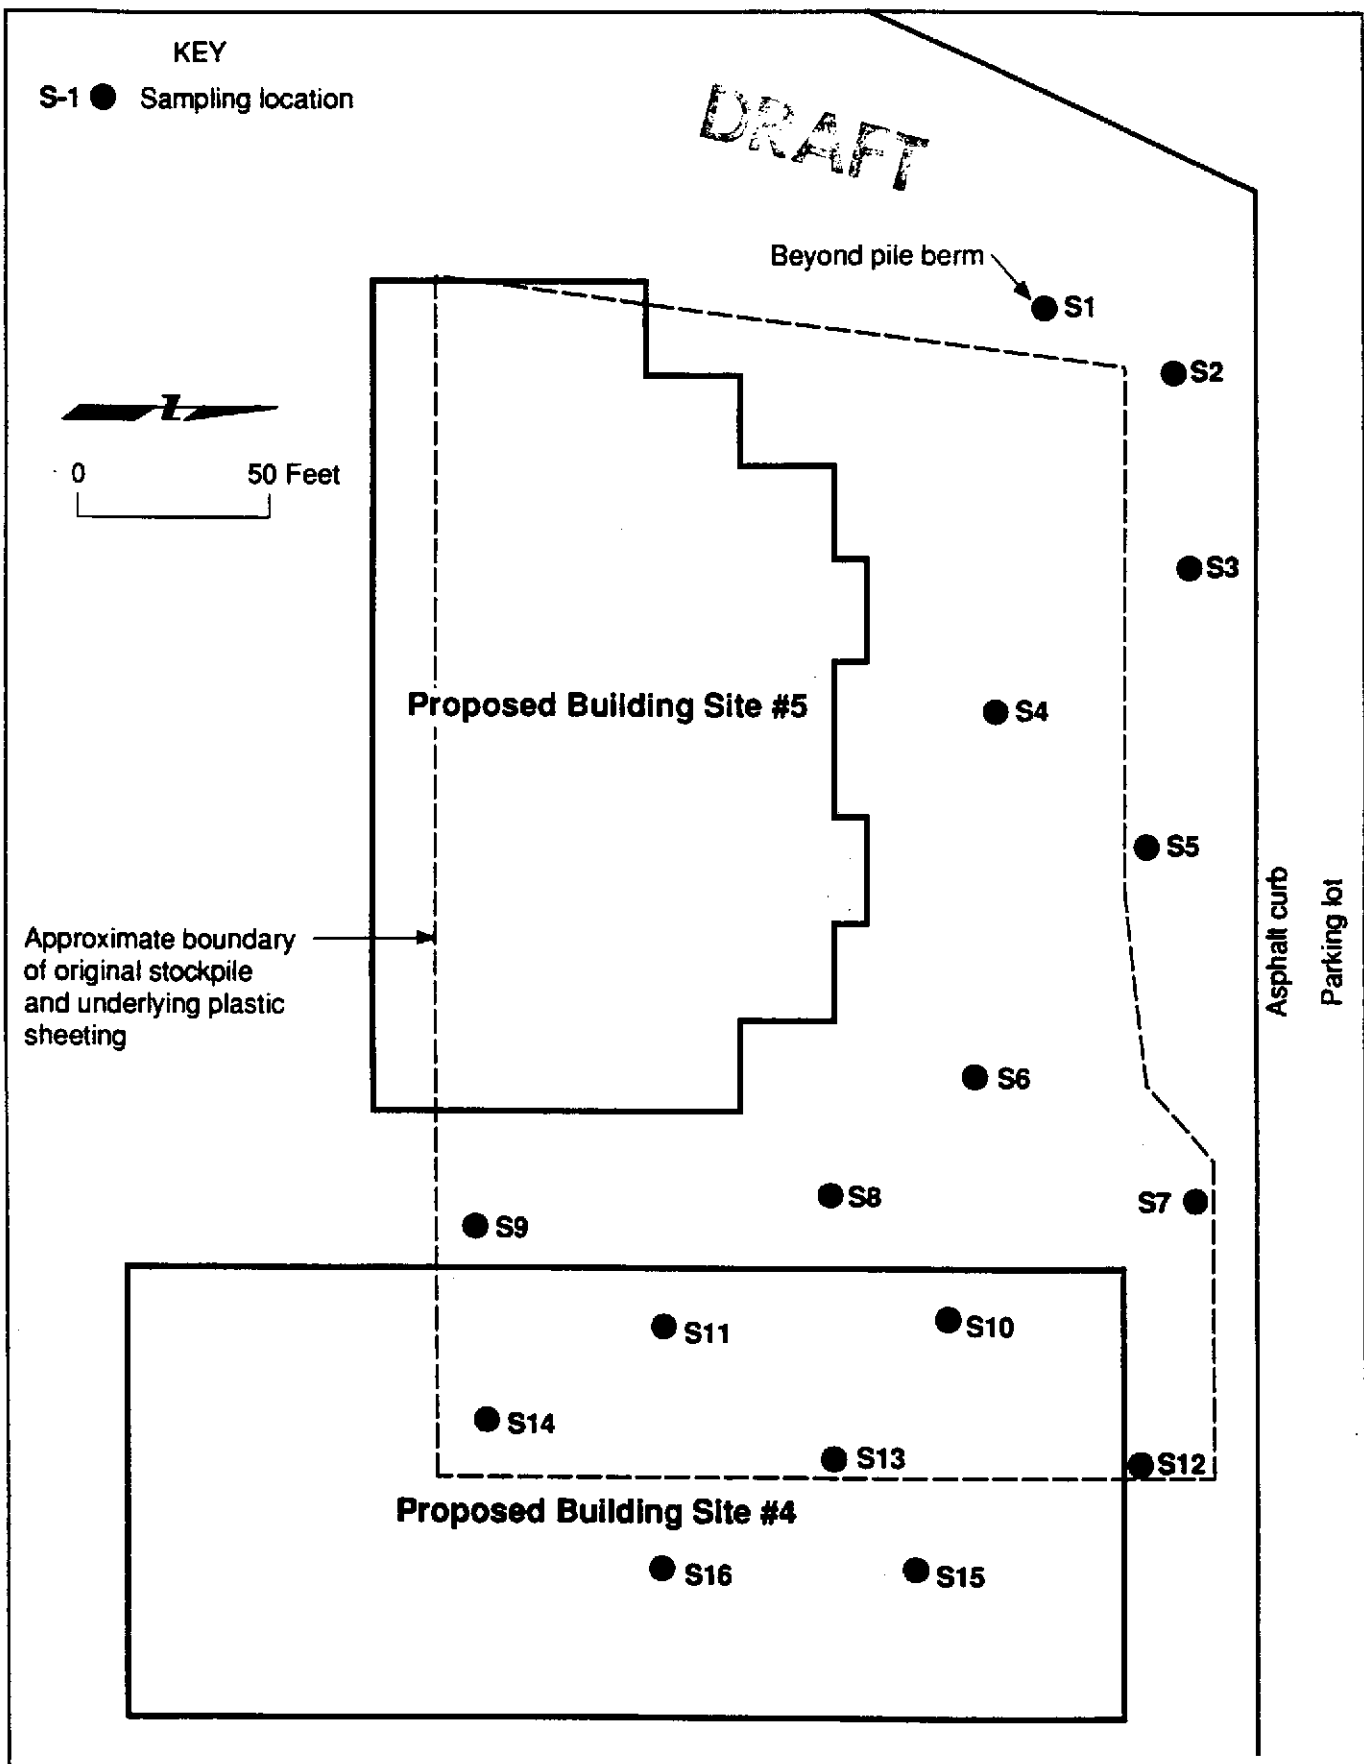 KEY
S-1 Sampling location
DRAFT
Beyond pile berm
S1
S2
Z
0 50 Feet
S3
Proposed Building Site #5
S4
S5
Asphalt curb
Parking lot
Approximate boundary
of original stockpile
and underlying plastic
sheeting
S6
S8
S7
S9
S11
S10
S14
S13
S12
Proposed Building Site #4
S16
S15